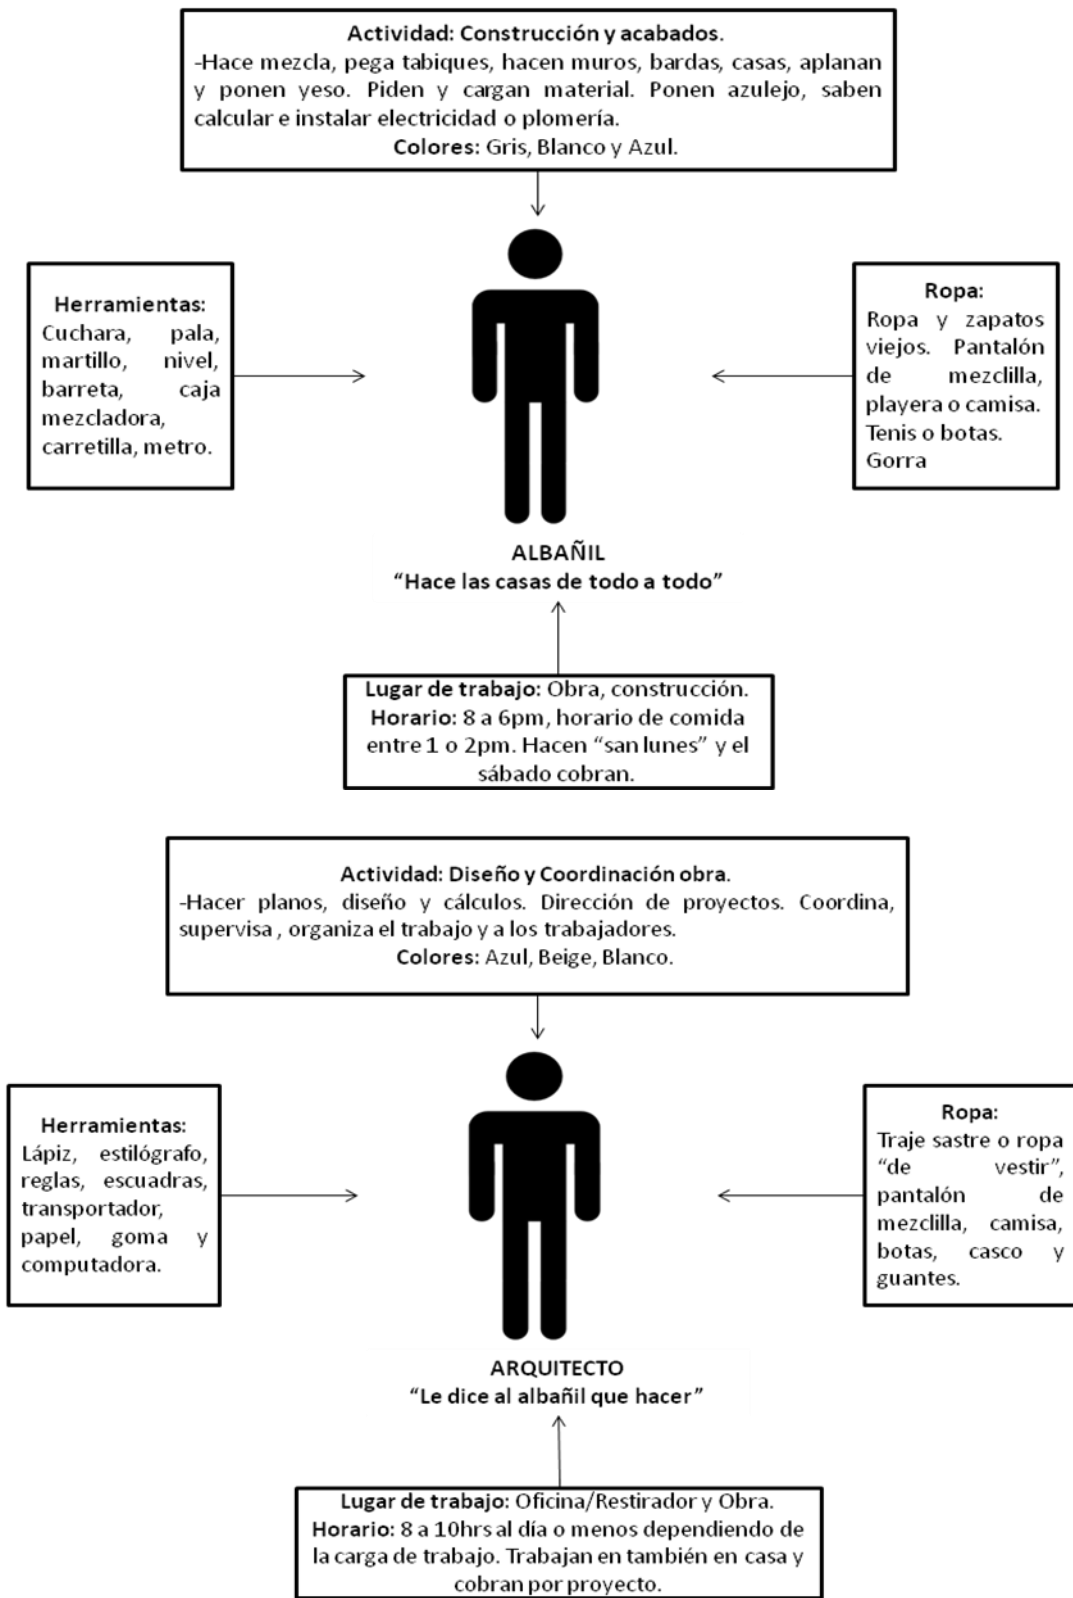 Actividad: Construcción y acabados.
-Hace mezcla, pega tabiques, hacen muros, bardas, casas, aplanan
y ponen yeso. Piden y cargan material. Ponen azulejo, saben
calcular e instalar electricidad o plomería.
Colores: Gris, Blanco y Azul.
Herramientas:
Cuchara, pala,
martillo, nivel,
barreta, caja
mezcladora,
carretilla, metro.
Ropa:
Ropa y zapatos
viejos. Pantalón
de mezclilla,
playera o camisa.
Tenis o botas.
Gorra
ALBAÑIL
“Hace las casas de todo a todo”
Lugar de trabajo: Obra, construcción.
Horario: 8 a 6pm, horario de comida
entre 1 o 2pm. Hacen “san lunes” y el
sábado cobran.
Actividad: Diseño y Coordinación obra.
-Hacer planos, diseño y cálculos. Dirección de proyectos. Coordina,
supervisa , organiza el trabajo y a los trabajadores.
Colores: Azul, Beige, Blanco.
Herramientas:
Lápiz, estilógrafo,
reglas, escuadras,
transportador,
papel, goma y
computadora.
Ropa:
Traje sastre o ropa
“de vestir”,
pantalón de
mezclilla, camisa,
botas, casco y
guantes.
ARQUITECTO
“Le dice al albañil que hacer”
Lugar de trabajo: Oficina/Restirador y Obra.
Horario: 8 a 10hrs al día o menos dependiendo de
la carga de trabajo. Trabajan en también en casa y
cobran por proyecto.